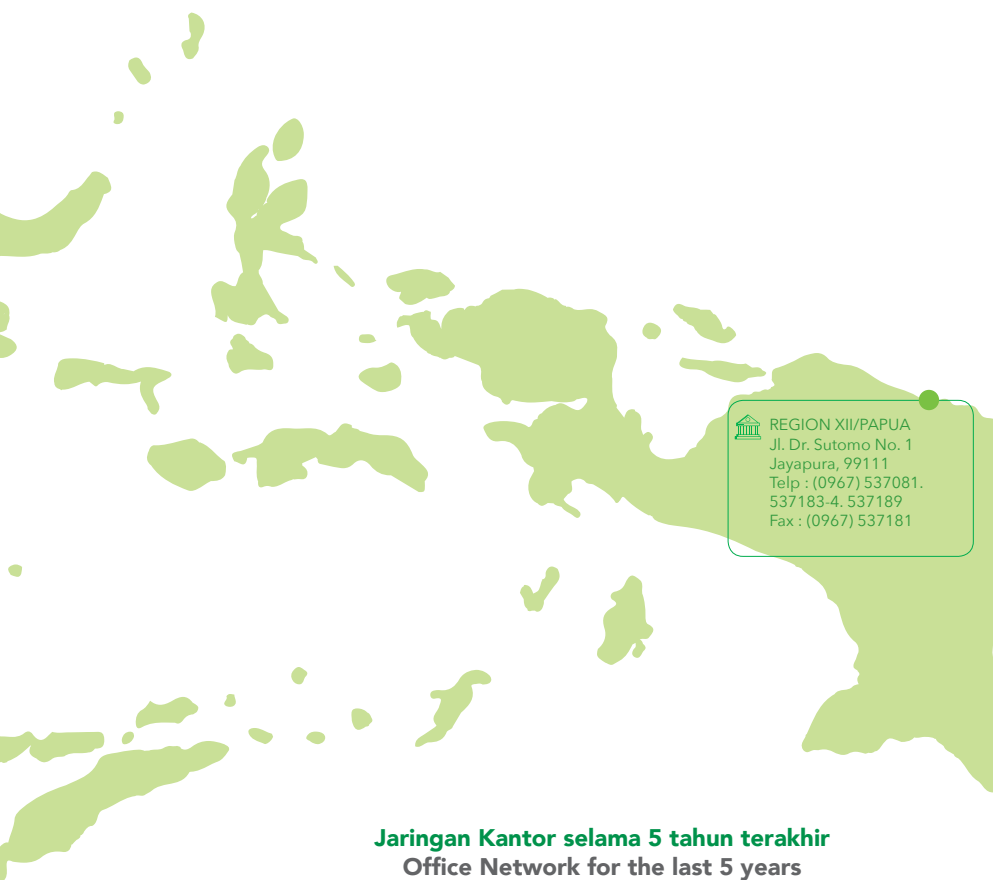 REGION XII/PAPUA
Jl. Dr. Sutomo No. 1
Jayapura, 99111
Telp : (0967) 537081.
537183-4. 537189
Fax : (0967) 537181
Jaringan Kantor selama 5 tahun terakhir
Office Network for the last 5 years